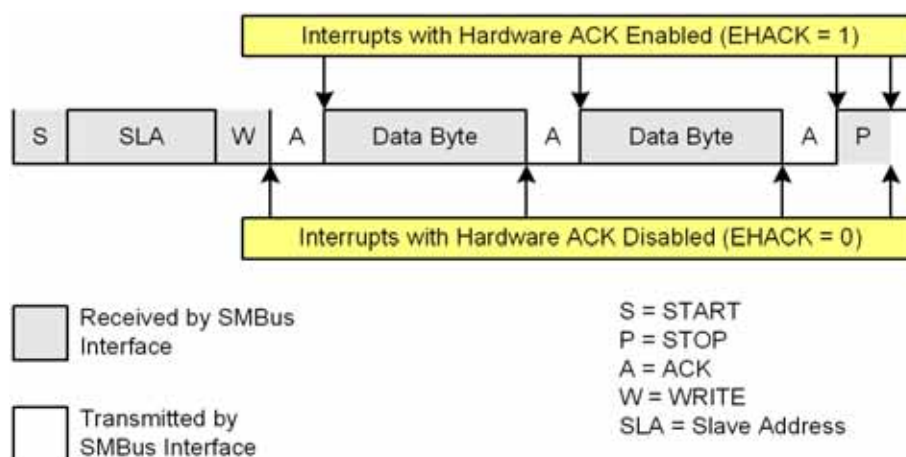 Interrupts with Hardware ACK Enabled (EHACK = 1)
S SLA W A Data Byte A Data Byte A P
Interrupts with Hardware ACK Disabled (EHACK = 0)
Received by SMBus
Interface
Transmitted by
SMBus Interface
S = START
P = STOP
A = ACK
W = WRITE
SLA = Slave Address